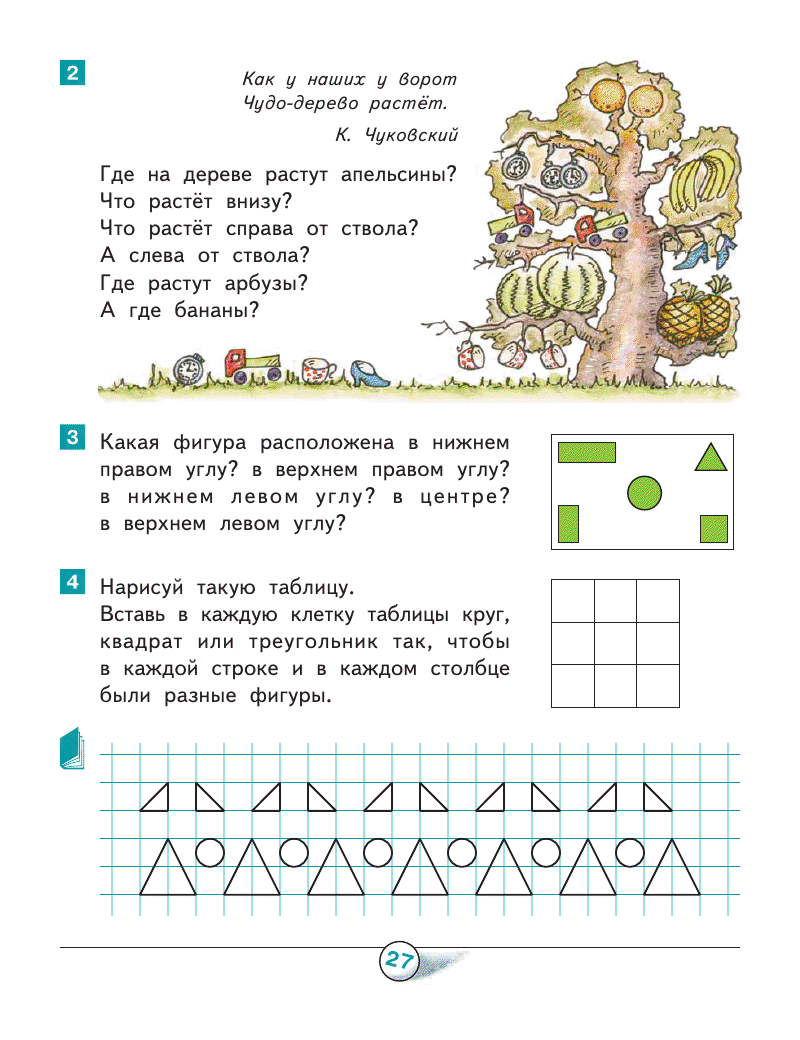 2
Как у наших у ворот
Чудо-дерево растёт.
К. Чуковский
Где на дереве растут апельсины?
Что растёт внизу?
Что растёт справа от ствола?
А слева от ствола?
Где растут арбузы?
А где бананы?
3
Какая фигура расположена в нижнем
правом углу? в верхнем правом углу?
в нижнем левом углу? в центре?
в верхнем левом углу?
4
Нарисуй такую таблицу.
Вставь в каждую клетку таблицы круг,
квадрат или треугольник так, чтобы
в каждой строке и в каждом столбце
были разные фигуры.
27